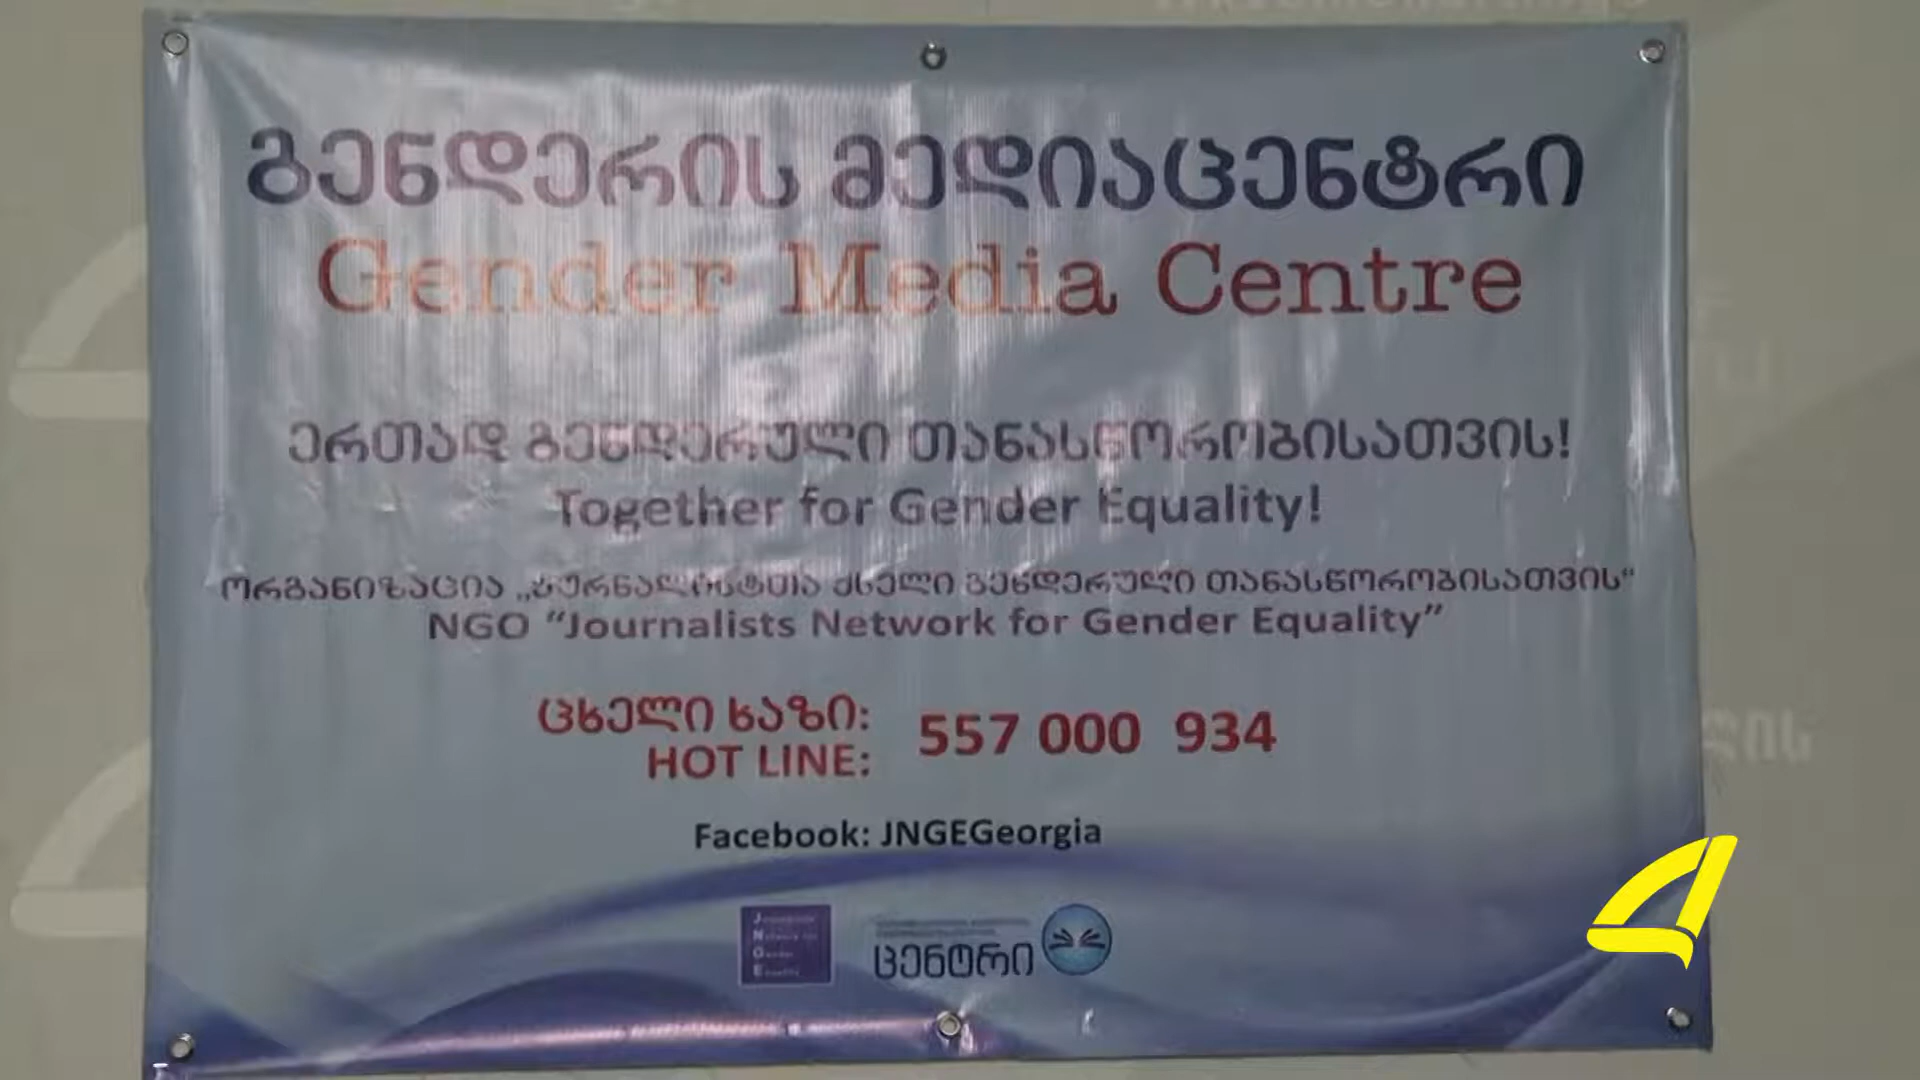 გენდერის მედიაცენტრი
Gender Media Centre
ერთად გენდერული თანასწორობისათვის!
Together for Gender Equality!
ორგანიზაცია „ჟურნალისტთა ქსელი გენდერული თანასწორობისათვის“
NGO “Journalists Network for Gender Equality”
ცხელი ხაზი: 557 000 934
HOT LINE:
Facebook: JNGEGeorgia
J
N
G
E
ცენტრი